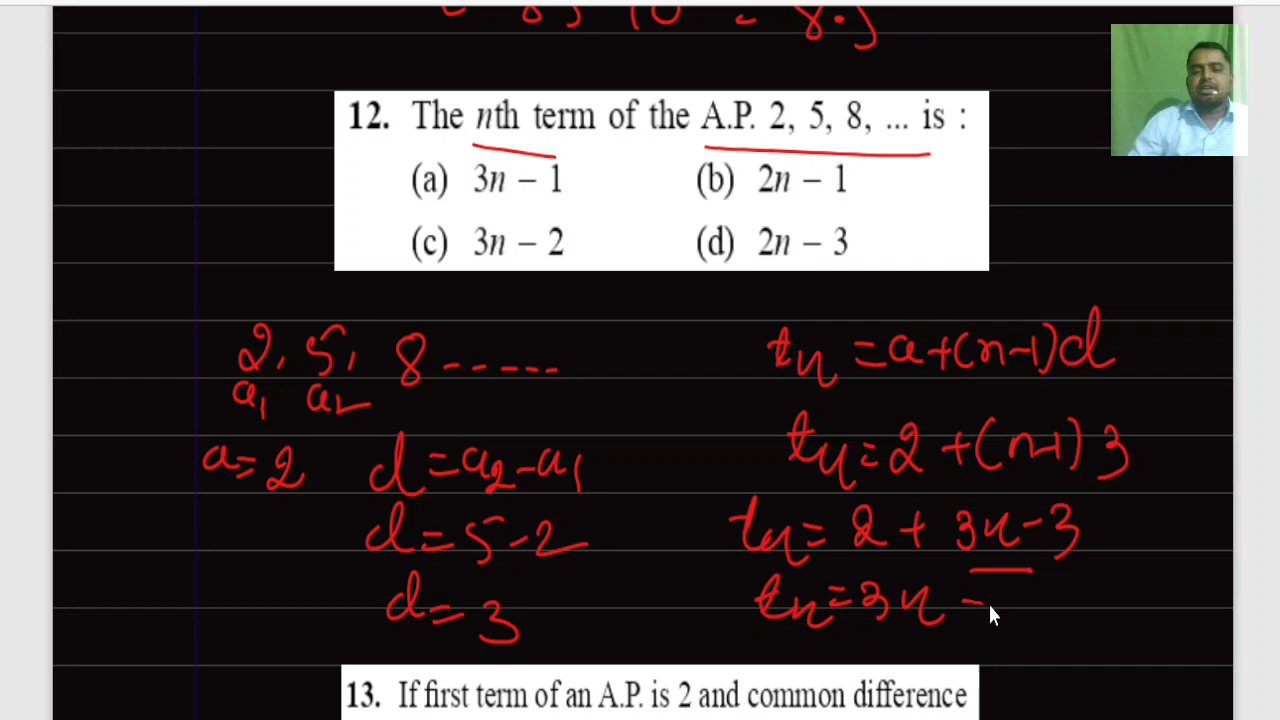 12. The nth term of the A.P. 2, 5, 8, ... is :
(a) 3n – 1 (b) 2n – 1
(c) 3n – 2 (d) 2n – 3
2, 5, 8 -----
a1 a2
a = 2
d = a2 - a1
d = 5 - 2
d = 3
tn = a + (n-1)d
tn = 2 + (n-1) 3
tn = 2 + 3n - 3
tn = 3n -
13. If first term of an A.P. is 2 and common difference